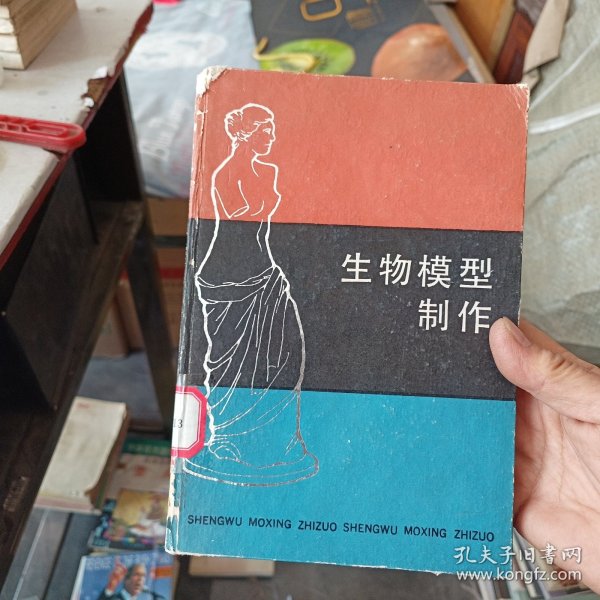 生物模型
制作
13
SHENGWU MOXING ZHIZUO SHENGWU MOXING ZHIZUO
孔夫子旧书网
www.kongfz.com